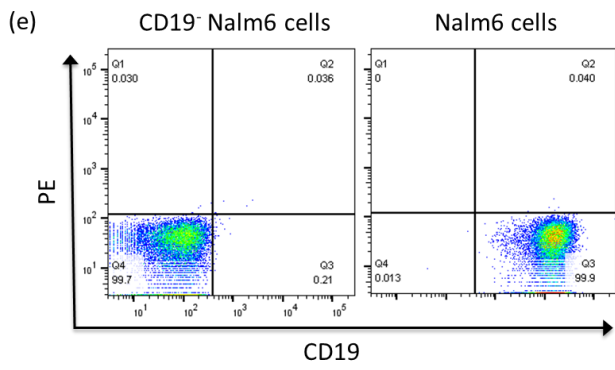 (e)
CD19⁻ Nalm6 cells
Nalm6 cells
PE
10⁵
10⁴
10³
10²
10¹
Q1
0.030
Q2
0.036
Q4
99.7
Q3
0.21
10¹ 10² 10³ 10⁴ 10⁵
Q1
0
Q2
0.040
Q4
0.013
Q3
99.9
CD19